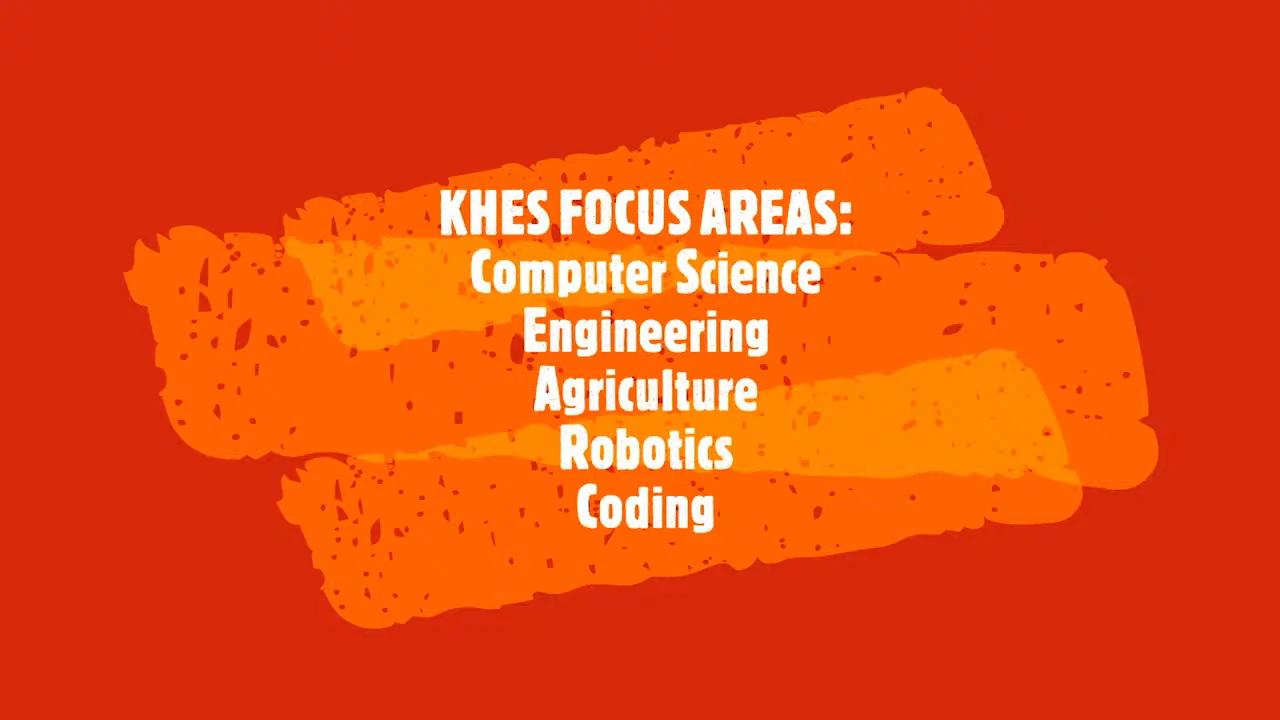 KHES FOCUS AREAS:
Computer Science
Engineering
Agriculture
Robotics
Coding